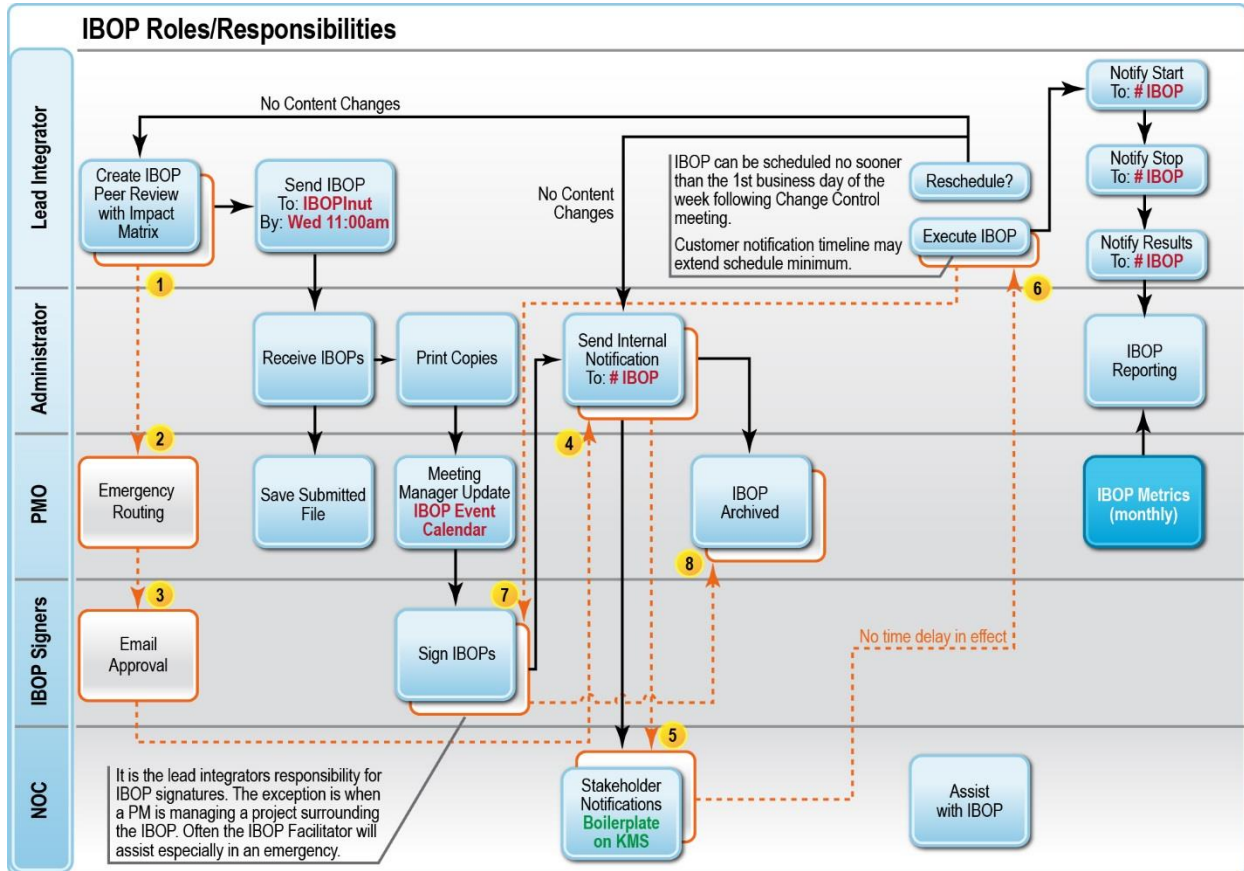 IBOP Roles/Responsibilities
Lead Integrator
No Content Changes
Create IBOP
Peer Review
with Impact
Matrix
Send IBOP
To: IBOPInut
By: Wed 11:00am
No Content
Changes
IBOP can be scheduled no sooner
than the 1st business day of the
week following Change Control
meeting.
Customer notification timeline may
extend schedule minimum.
Reschedule?
Execute IBOP
Notify Start
To: # IBOP
Notify Stop
To: # IBOP
Notify Results
To: # IBOP
1
6
Administrator
Receive IBOPs
Print Copies
Send Internal
Notification
To: # IBOP
IBOP
Reporting
PMO
2
4
Emergency
Routing
Save Submitted
File
Meeting
Manager Update
IBOP Event
Calendar
IBOP
Archived
IBOP Metrics
(monthly)
8
IBOP Signers
3
7
Email
Approval
Sign IBOPs
No time delay in effect
NOC
5
It is the lead integrators responsibility for
IBOP signatures. The exception is when
a PM is managing a project surrounding
the IBOP. Often the IBOP Facilitator will
assist especially in an emergency.
Stakeholder
Notifications
Boilerplate
on KMS
Assist
with IBOP